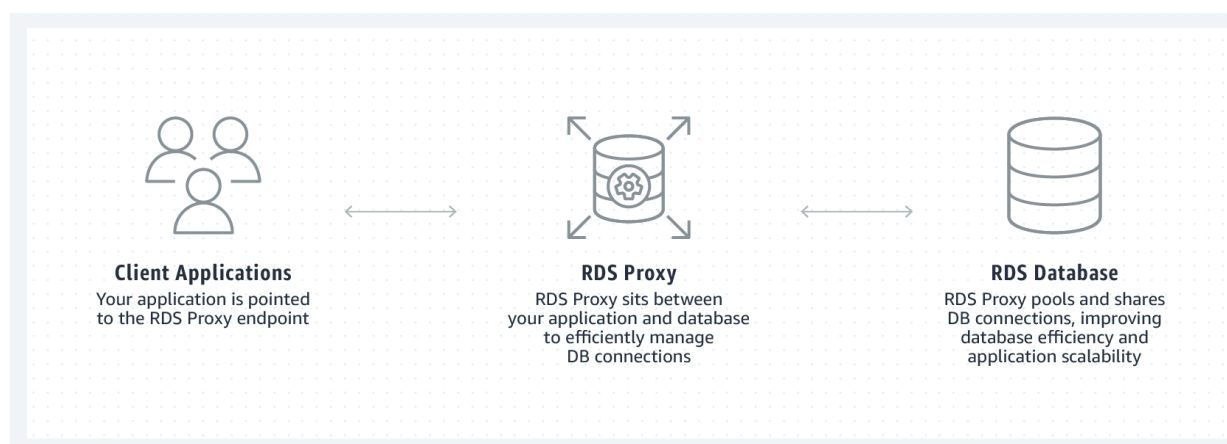 Client Applications
Your application is pointed
to the RDS Proxy endpoint
RDS Proxy
RDS Proxy sits between
your application and database
to efficiently manage
DB connections
RDS Database
RDS Proxy pools and shares
DB connections, improving
database efficiency and
application scalability